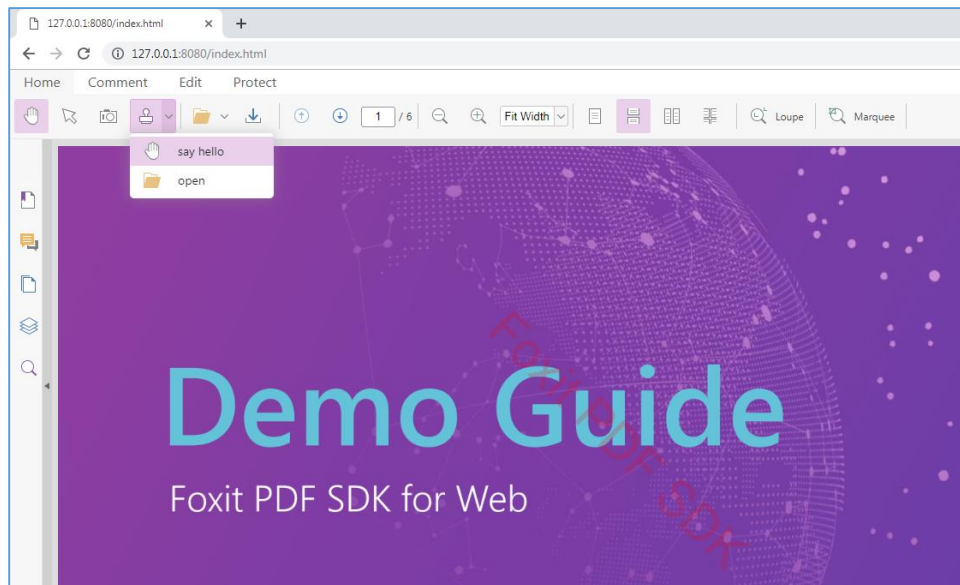 127.0.0.1:8080/index.html
127.0.0.1:8080/index.html
Home Comment Edit Protect
1 / 6 Fit Width Loupe Marquee
say hello
open
Demo Guide
Foxit PDF SDK for Web
Foxit PDF SDK